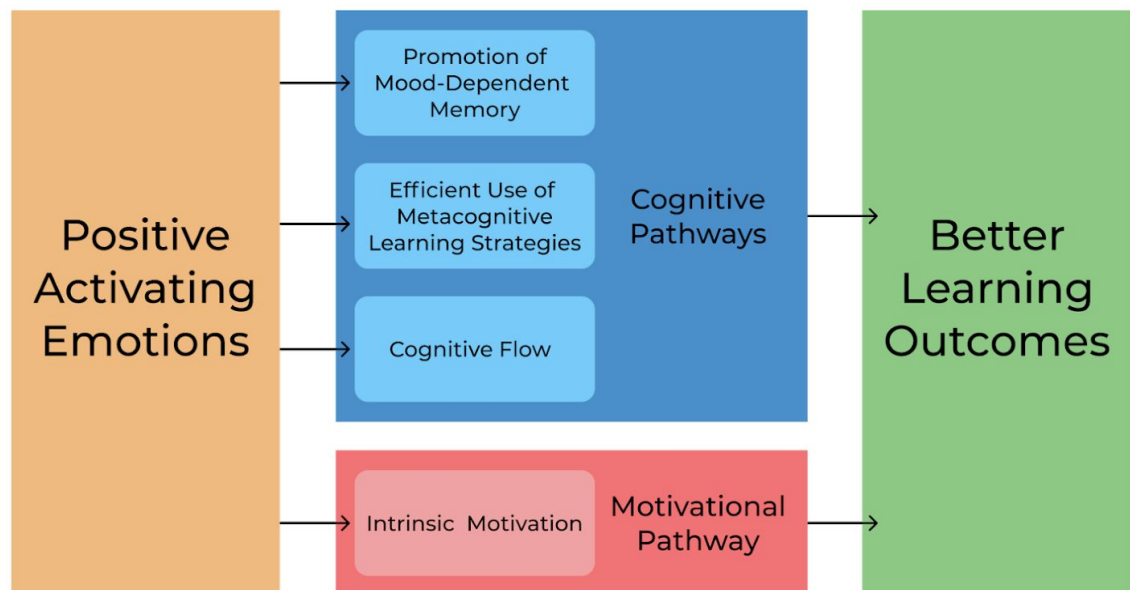 Positive
Activating
Emotions
Promotion of
Mood-Dependent
Memory
Efficient Use of
Metacognitive
Learning Strategies
Cognitive Flow
Cognitive
Pathways
Intrinsic Motivation
Motivational
Pathway
Better
Learning
Outcomes